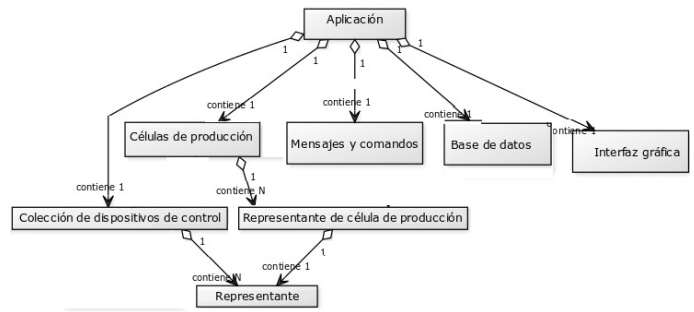 Aplicación
1
1
1
1
1
contiene 1
contiene 1
contiene 1
contiene 1
Células de producción
Mensajes y comandos
Base de datos
Interfaz gráfica
1
contiene 1
contiene N
Colección de dispositivos de control
Representante de célula de producción
1
1
contiene N
contiene 1
Representante